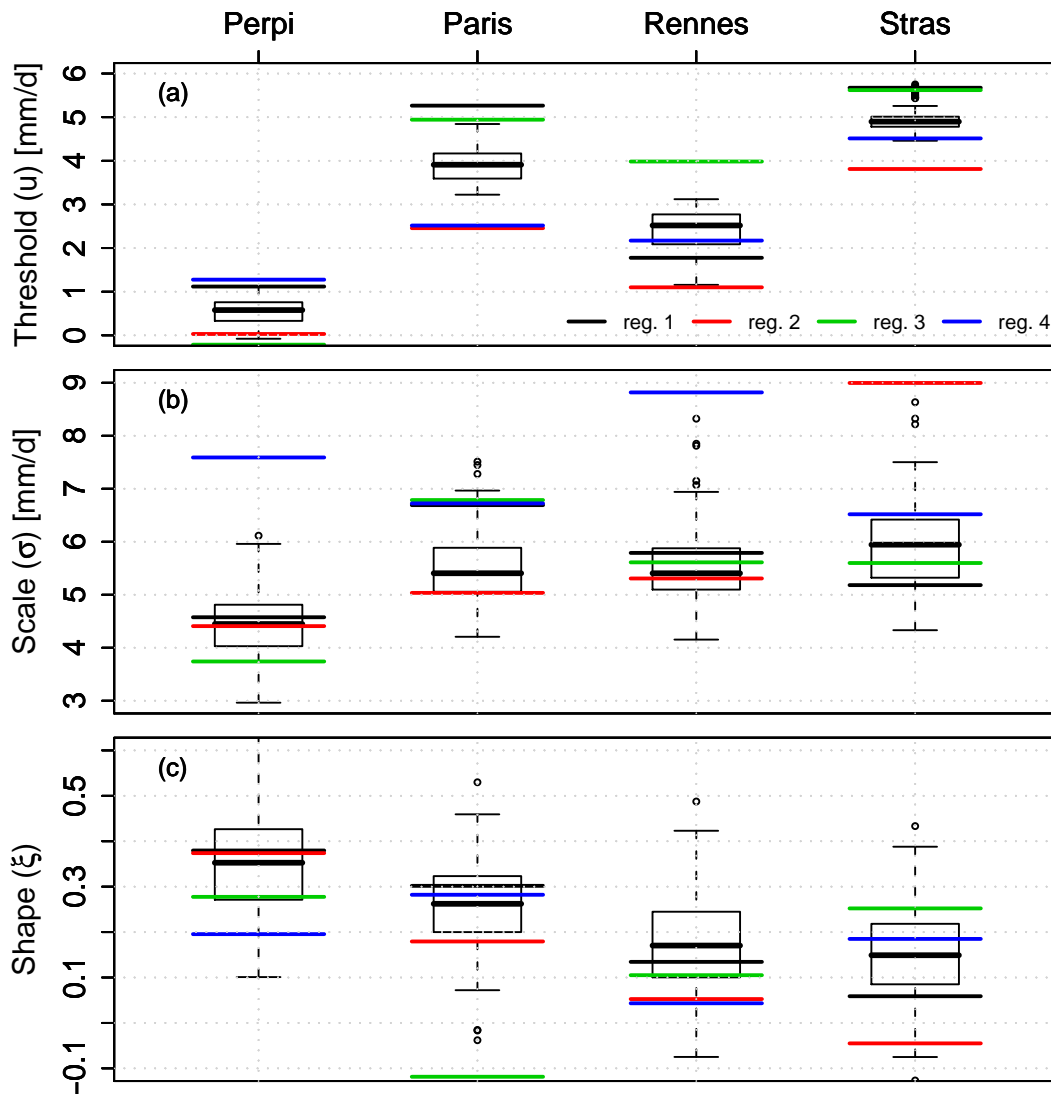 Perpi Paris Rennes Stras
(a)
Threshold (u) [mm/d]
6
5
4
3
2
1
0
reg. 1 reg. 2 reg. 3 reg. 4
(b)
Scale (σ) [mm/d]
9
8
7
6
5
4
3
(c)
Shape (ξ)
0.5
0.3
0.1
−0.1